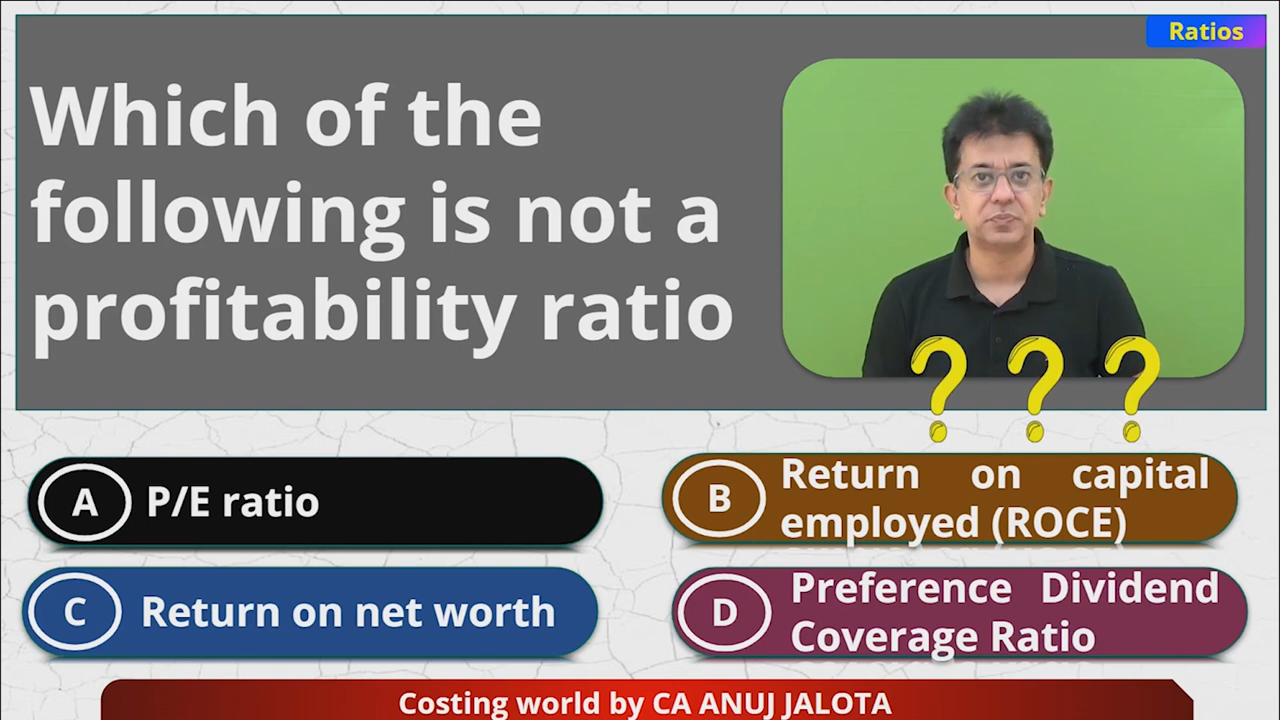 Ratios
Which of the
following is not a
profitability ratio
? ? ?
A P/E ratio
B Return on capital
employed (ROCE)
C Return on net worth
D Preference Dividend
Coverage Ratio
Costing world by CA ANUJ JALOTA